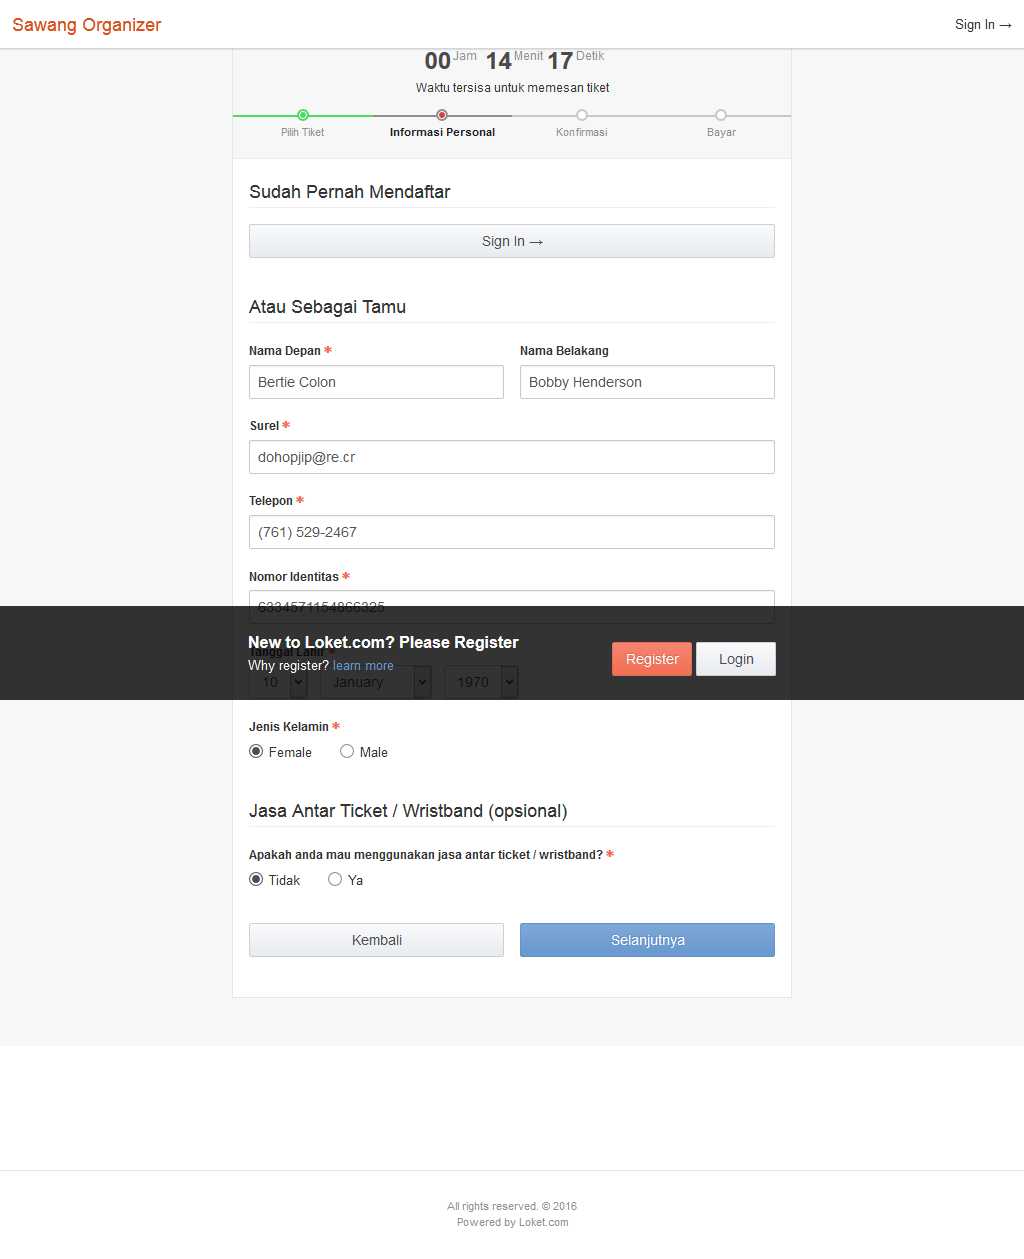 Sawang Organizer
Sign In →
00 Jam 14 Menit 17 Detik
Waktu tersisa untuk memesan tiket
Pilih Tiket
Informasi Personal
Konfirmasi
Bayar
Sudah Pernah Mendaftar
Sign In →
Atau Sebagai Tamu
Nama Depan *
Nama Belakang
Bertie Colon
Bobby Henderson
Surel *
dohopjip@re.cr
Telepon *
(761) 529-2467
Nomor Identitas *
6334571154866325
New to Loket.com? Please Register
Tanggal Lahir *
Why register? learn more
Register
Login
10
January
1970
Jenis Kelamin *
Female
Male
Jasa Antar Ticket / Wristband (opsional)
Apakah anda mau menggunakan jasa antar ticket / wristband? *
Tidak
Ya
Kembali
Selanjutnya
All rights reserved. © 2016
Powered by Loket.com